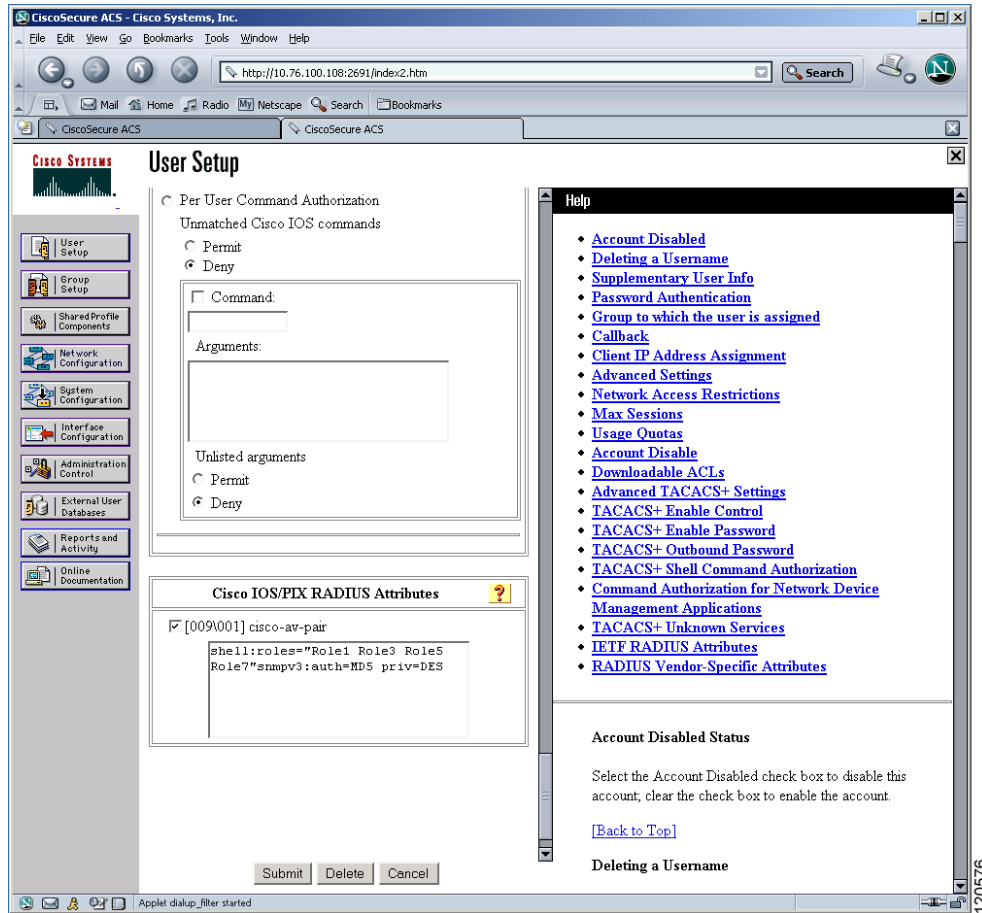 CiscoSecure ACS - Cisco Systems, Inc.
File Edit View Go Bookmarks Tools Window Help
http://10.76.100.108:2691/index2.htm
Search
N
Mail Home Radio My Netscape Search Bookmarks
CiscoSecure ACS
CiscoSecure ACS
CISCO SYSTEMS
User Setup
User
Setup
Group
Setup
Shared Profile
Components
Network
Configuration
System
Configuration
Interface
Configuration
Administration
Control
External User
Databases
Reports and
Activity
Online
Documentation
Per User Command Authorization
Unmatched Cisco IOS commands
Permit
Deny
Command:
Arguments:
Unlisted arguments
Permit
Deny
Cisco IOS/PIX RADIUS Attributes
?
[009\001] cisco-av-pair
shell:roles="Role1 Role3 Role5
Role7"snmpv3:auth=MD5 priv=DES
Submit Delete Cancel
Help
Account Disabled
Deleting a Username
Supplementary User Info
Password Authentication
Group to which the user is assigned
Callback
Client IP Address Assignment
Advanced Settings
Network Access Restrictions
Max Sessions
Usage Quotas
Account Disable
Downloadable ACLs
Advanced TACACS+ Settings
TACACS+ Enable Control
TACACS+ Enable Password
TACACS+ Outbound Password
TACACS+ Shell Command Authorization
Command Authorization for Network Device
Management Applications
TACACS+ Unknown Services
IETF RADIUS Attributes
RADIUS Vendor-Specific Attributes
Account Disabled Status
Select the Account Disabled check box to disable this
account; clear the check box to enable the account.
[Back to Top]
Deleting a Username
Applet dialup_filter started
120576